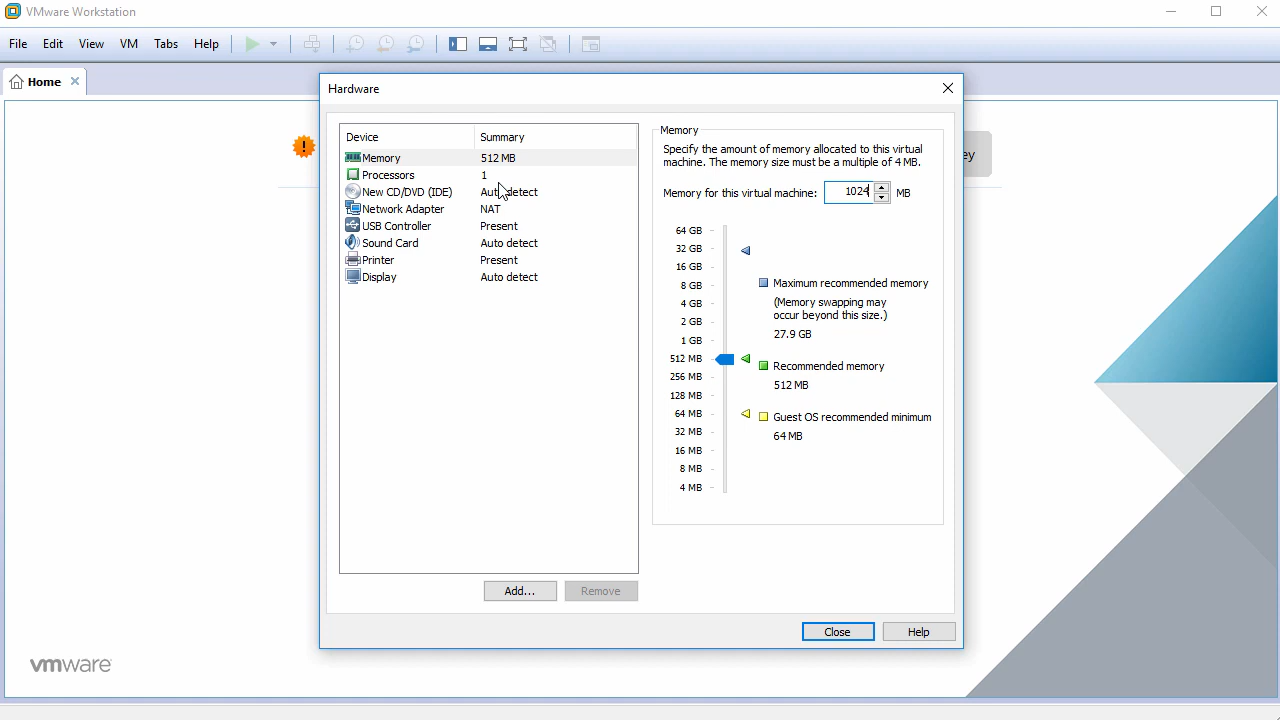 VMware Workstation
File Edit View VM Tabs Help
Home
Hardware
Device Summary
Memory 512 MB
Processors 1
New CD/DVD (IDE) Auto detect
Network Adapter NAT
USB Controller Present
Sound Card Auto detect
Printer Present
Display Auto detect
Add...
Remove
Memory
Specify the amount of memory allocated to this virtual
machine. The memory size must be a multiple of 4 MB.
Memory for this virtual machine: 1024 MB
64 GB
32 GB
16 GB
8 GB
4 GB
2 GB
1 GB
512 MB
256 MB
128 MB
64 MB
32 MB
16 MB
8 MB
4 MB
Maximum recommended memory
(Memory swapping may
occur beyond this size.)
27.9 GB
Recommended memory
512 MB
Guest OS recommended minimum
64 MB
Close
Help
ey
vmware